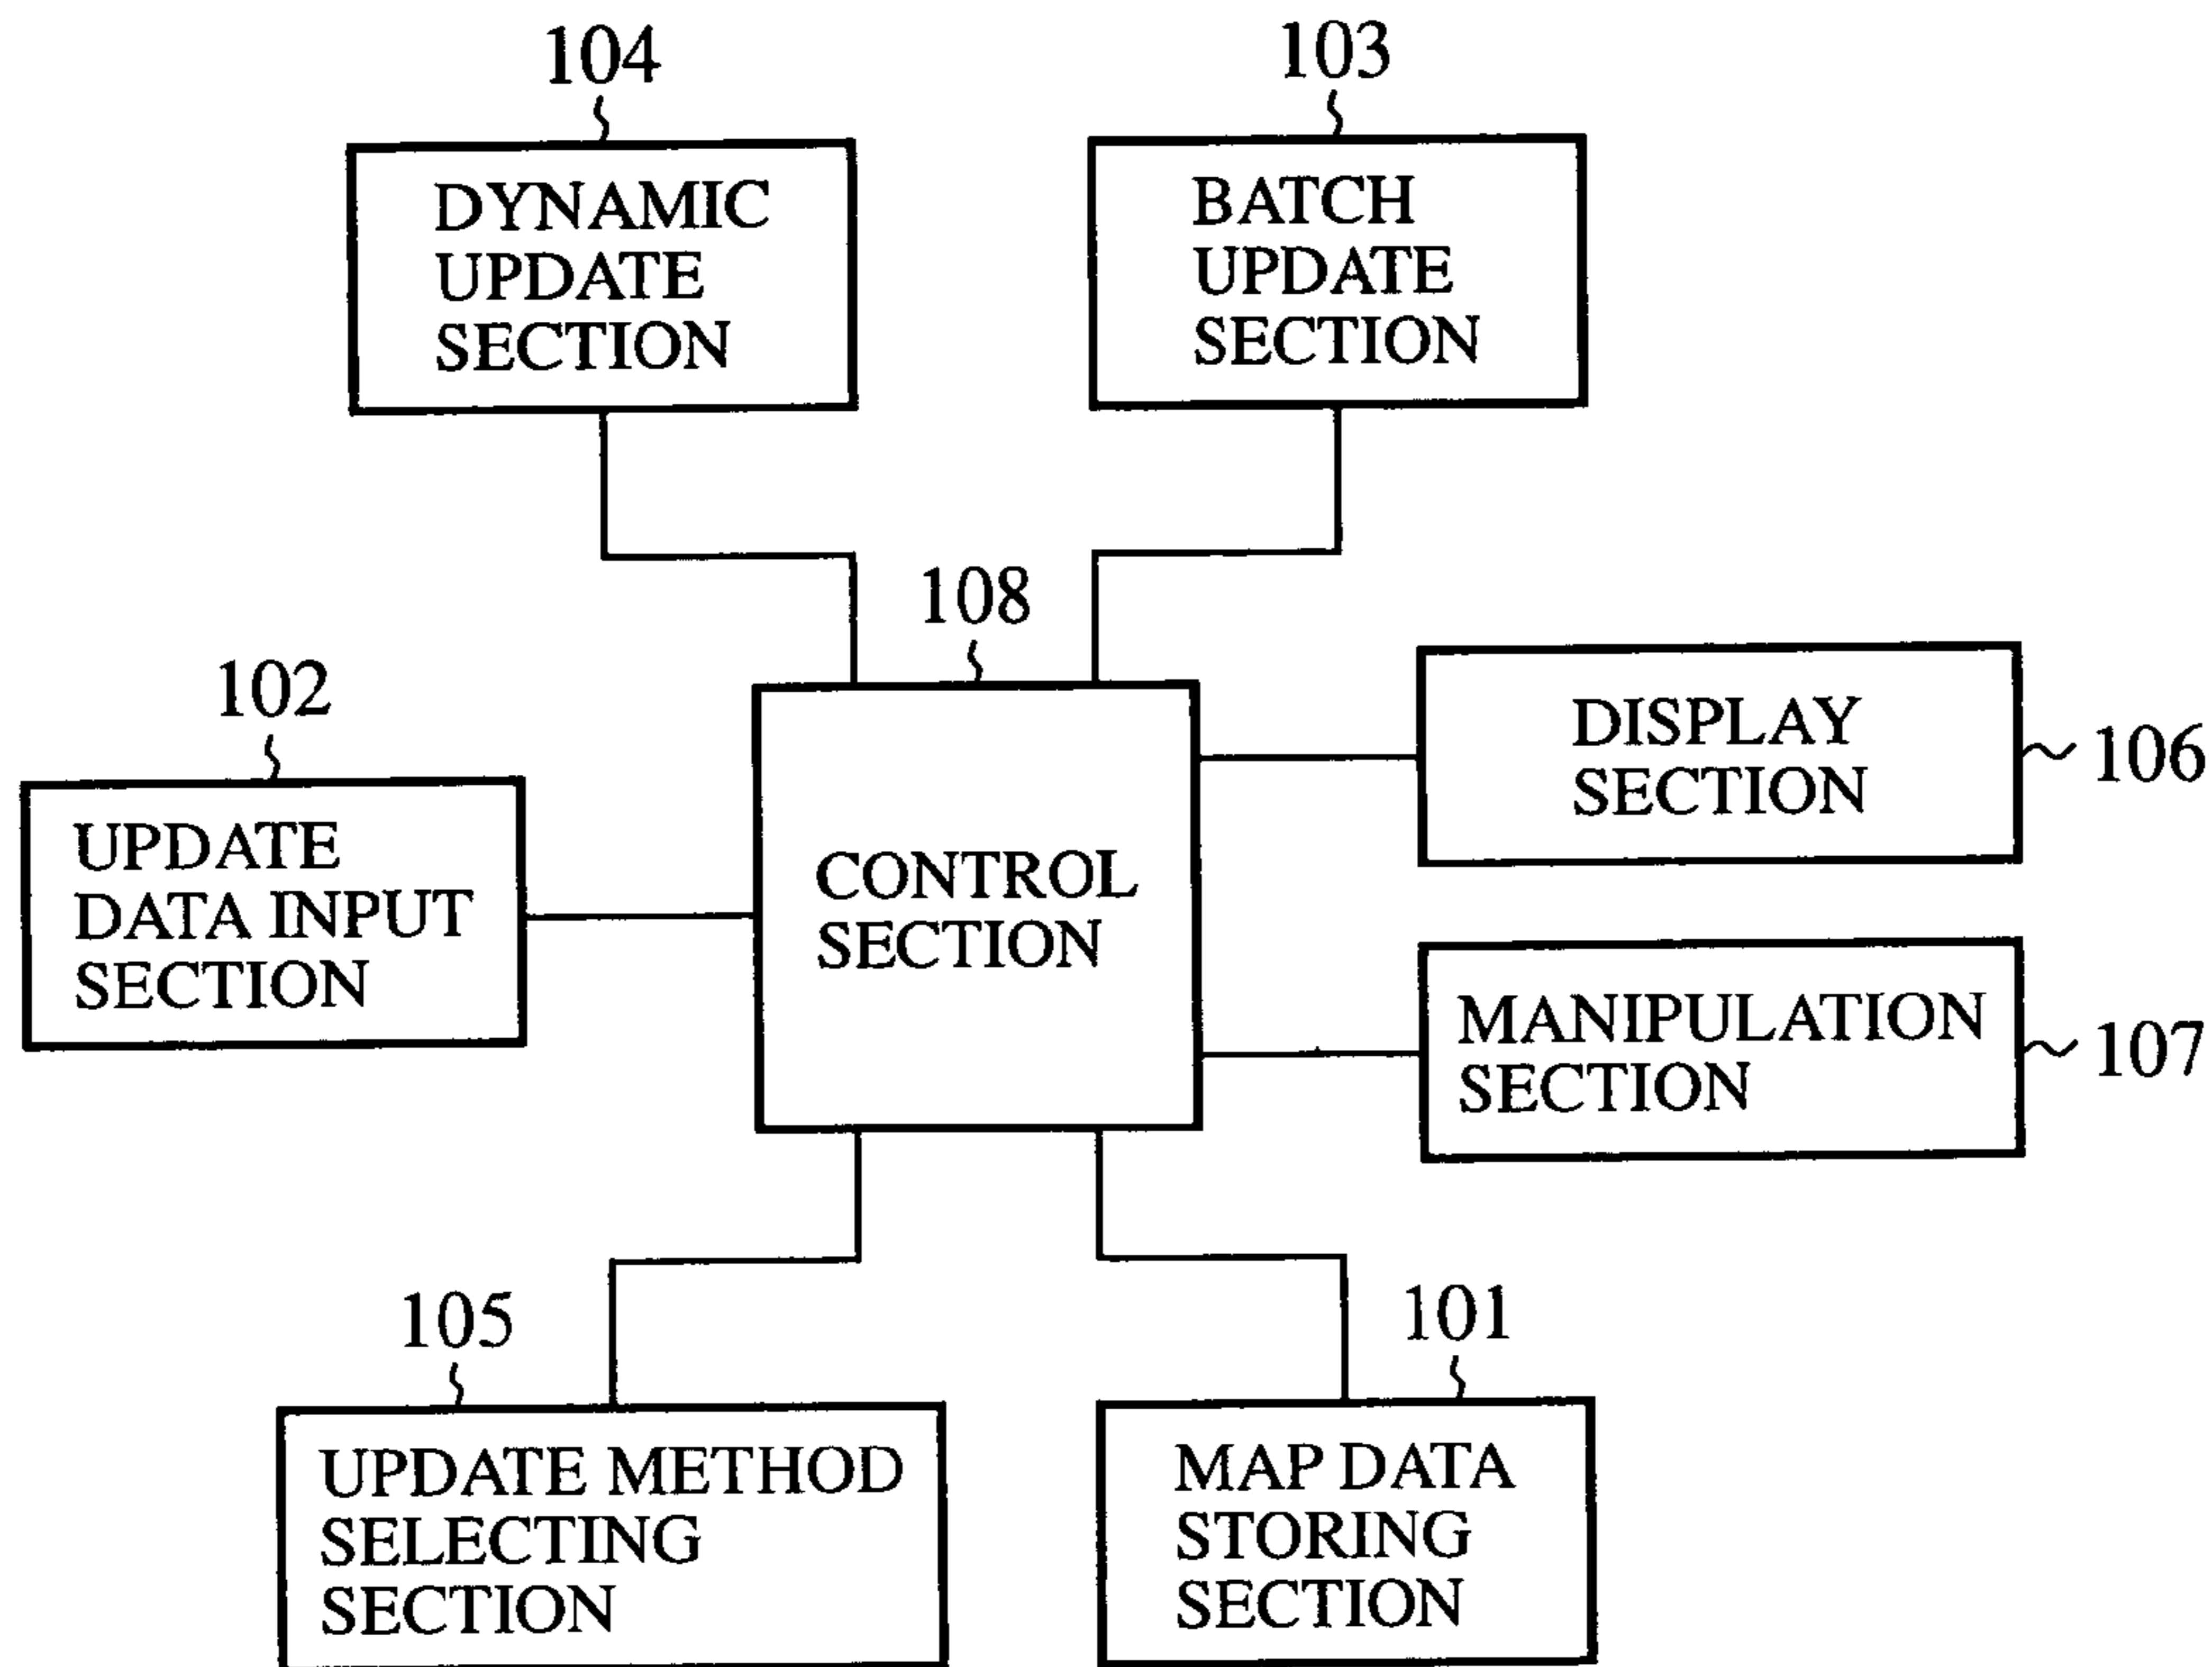 104
103
DYNAMIC
UPDATE
SECTION
BATCH
UPDATE
SECTION
108
102
DISPLAY
SECTION
106
UPDATE
DATA INPUT
SECTION
CONTROL
SECTION
MANIPULATION
SECTION
107
105
101
UPDATE METHOD
SELECTING
SECTION
MAP DATA
STORING
SECTION